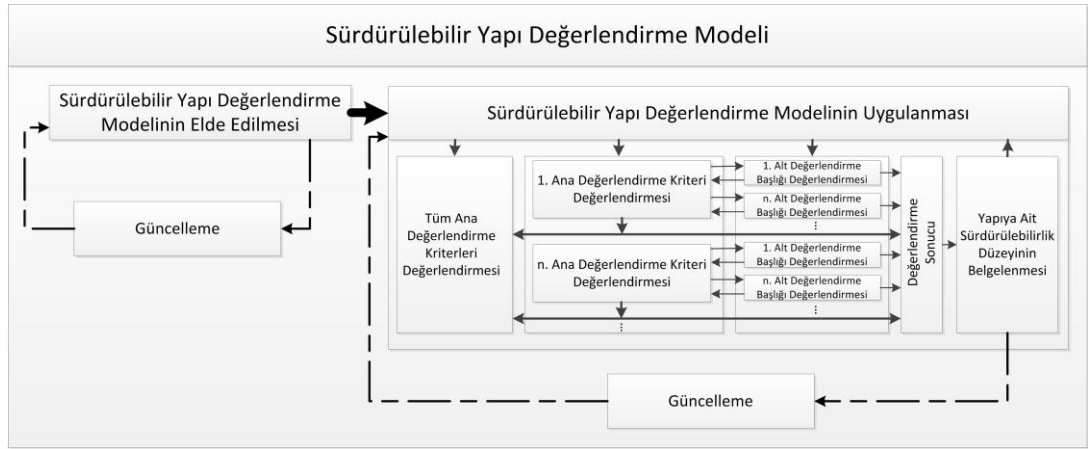 Sürdürülebilir Yapı Değerlendirme Modeli
Sürdürülebilir Yapı Değerlendirme
Modelinin Elde Edilmesi
Güncelleme
Sürdürülebilir Yapı Değerlendirme Modelinin Uygulanması
Tüm Ana
Değerlendirme
Kriterleri
Değerlendirmesi
1. Ana Değerlendirme Kriteri
Değerlendirmesi
n. Ana Değerlendirme Kriteri
Değerlendirmesi
⋮
1. Alt Değerlendirme
Başlığı Değerlendirmesi
n. Alt Değerlendirme
Başlığı Değerlendirmesi
⋮
1. Alt Değerlendirme
Başlığı Değerlendirmesi
n. Alt Değerlendirme
Başlığı Değerlendirmesi
⋮
Değerlendirme
Sonucu
Yapıya Ait
Sürdürülebilirlik
Düzeyinin
Belgelenmesi
Güncelleme